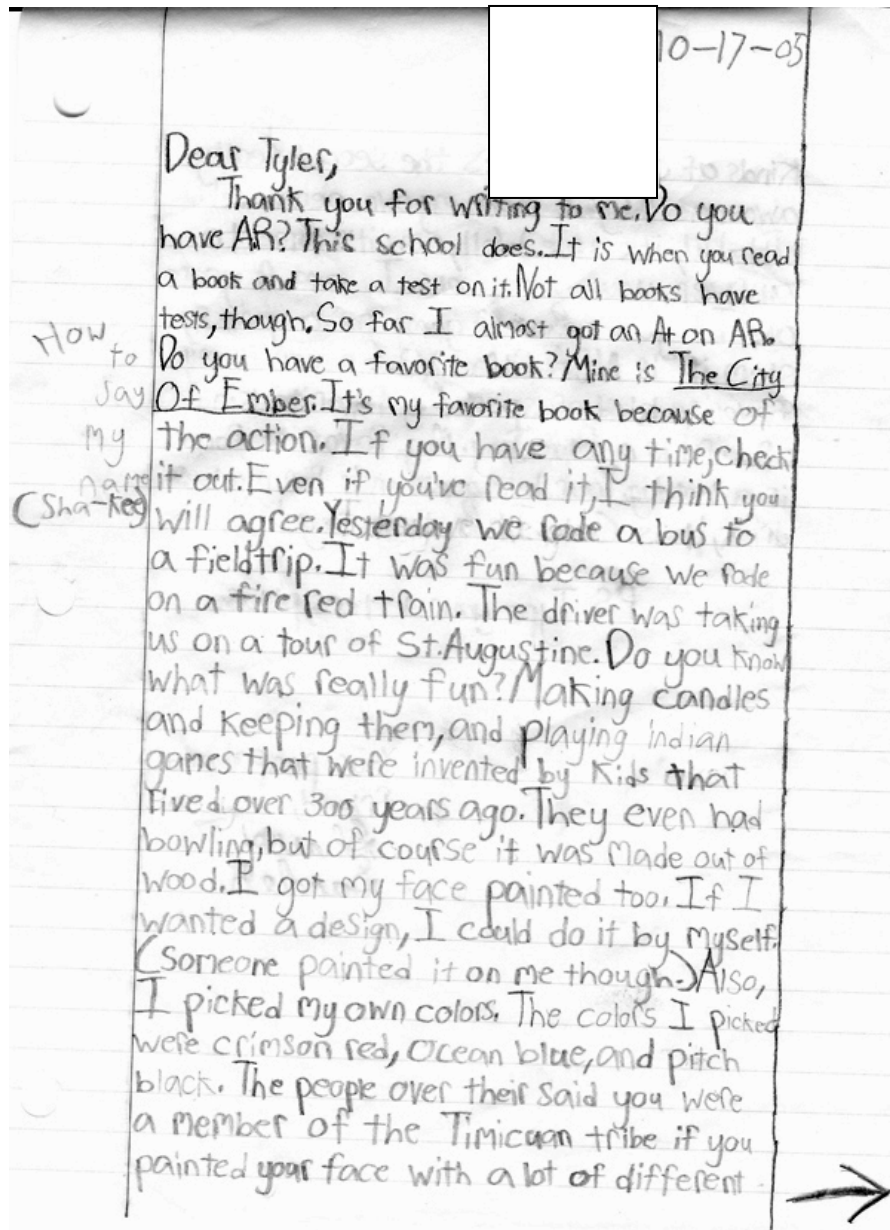 10-17-05
Dear Tyler,
Thank you for writing to me. Do you
have AR? This school does. It is when you read
a book and take a test on it. Not all books have
tests, though. So far I almost got an A+ on AR.
Do you have a favorite book? Mine is The City
Of Ember. It's my favorite book because of
the action. If you have any time, check
it out. Even if you've read it, I think you
will agree. Yesterday we rode a bus to
a fieldtrip. It was fun because we rode
on a fire red train. The driver was taking
us on a tour of St. Augustine. Do you know
what was really fun? Making candles
and keeping them, and playing indian
games that were invented by kids that
lived over 300 years ago. They even had
bowling, but of course it was made out of
wood. I got my face painted too. If I
wanted a design, I could do it by myself.
(someone painted it on me though.) Also,
I picked my own colors. The colors I picked
were crimson red, Ocean blue, and pitch
black. The people over their said you were
a member of the Timicuan tribe if you
painted your face with a lot of different
How
to
say
my
name
(Sha-kee)